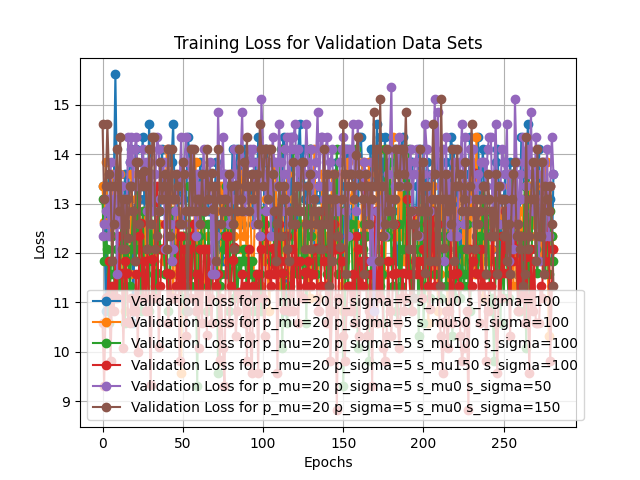 Training Loss for Validation Data Sets
Loss
15
14
13
12
11
10
9
Validation Loss for p_mu=20 p_sigma=5 s_mu0 s_sigma=100
Validation Loss for p_mu=20 p_sigma=5 s_mu50 s_sigma=100
Validation Loss for p_mu=20 p_sigma=5 s_mu100 s_sigma=100
Validation Loss for p_mu=20 p_sigma=5 s_mu150 s_sigma=100
Validation Loss for p_mu=20 p_sigma=5 s_mu0 s_sigma=50
Validation Loss for p_mu=20 p_sigma=5 s_mu0 s_sigma=150
0 50 100 150 200 250
Epochs